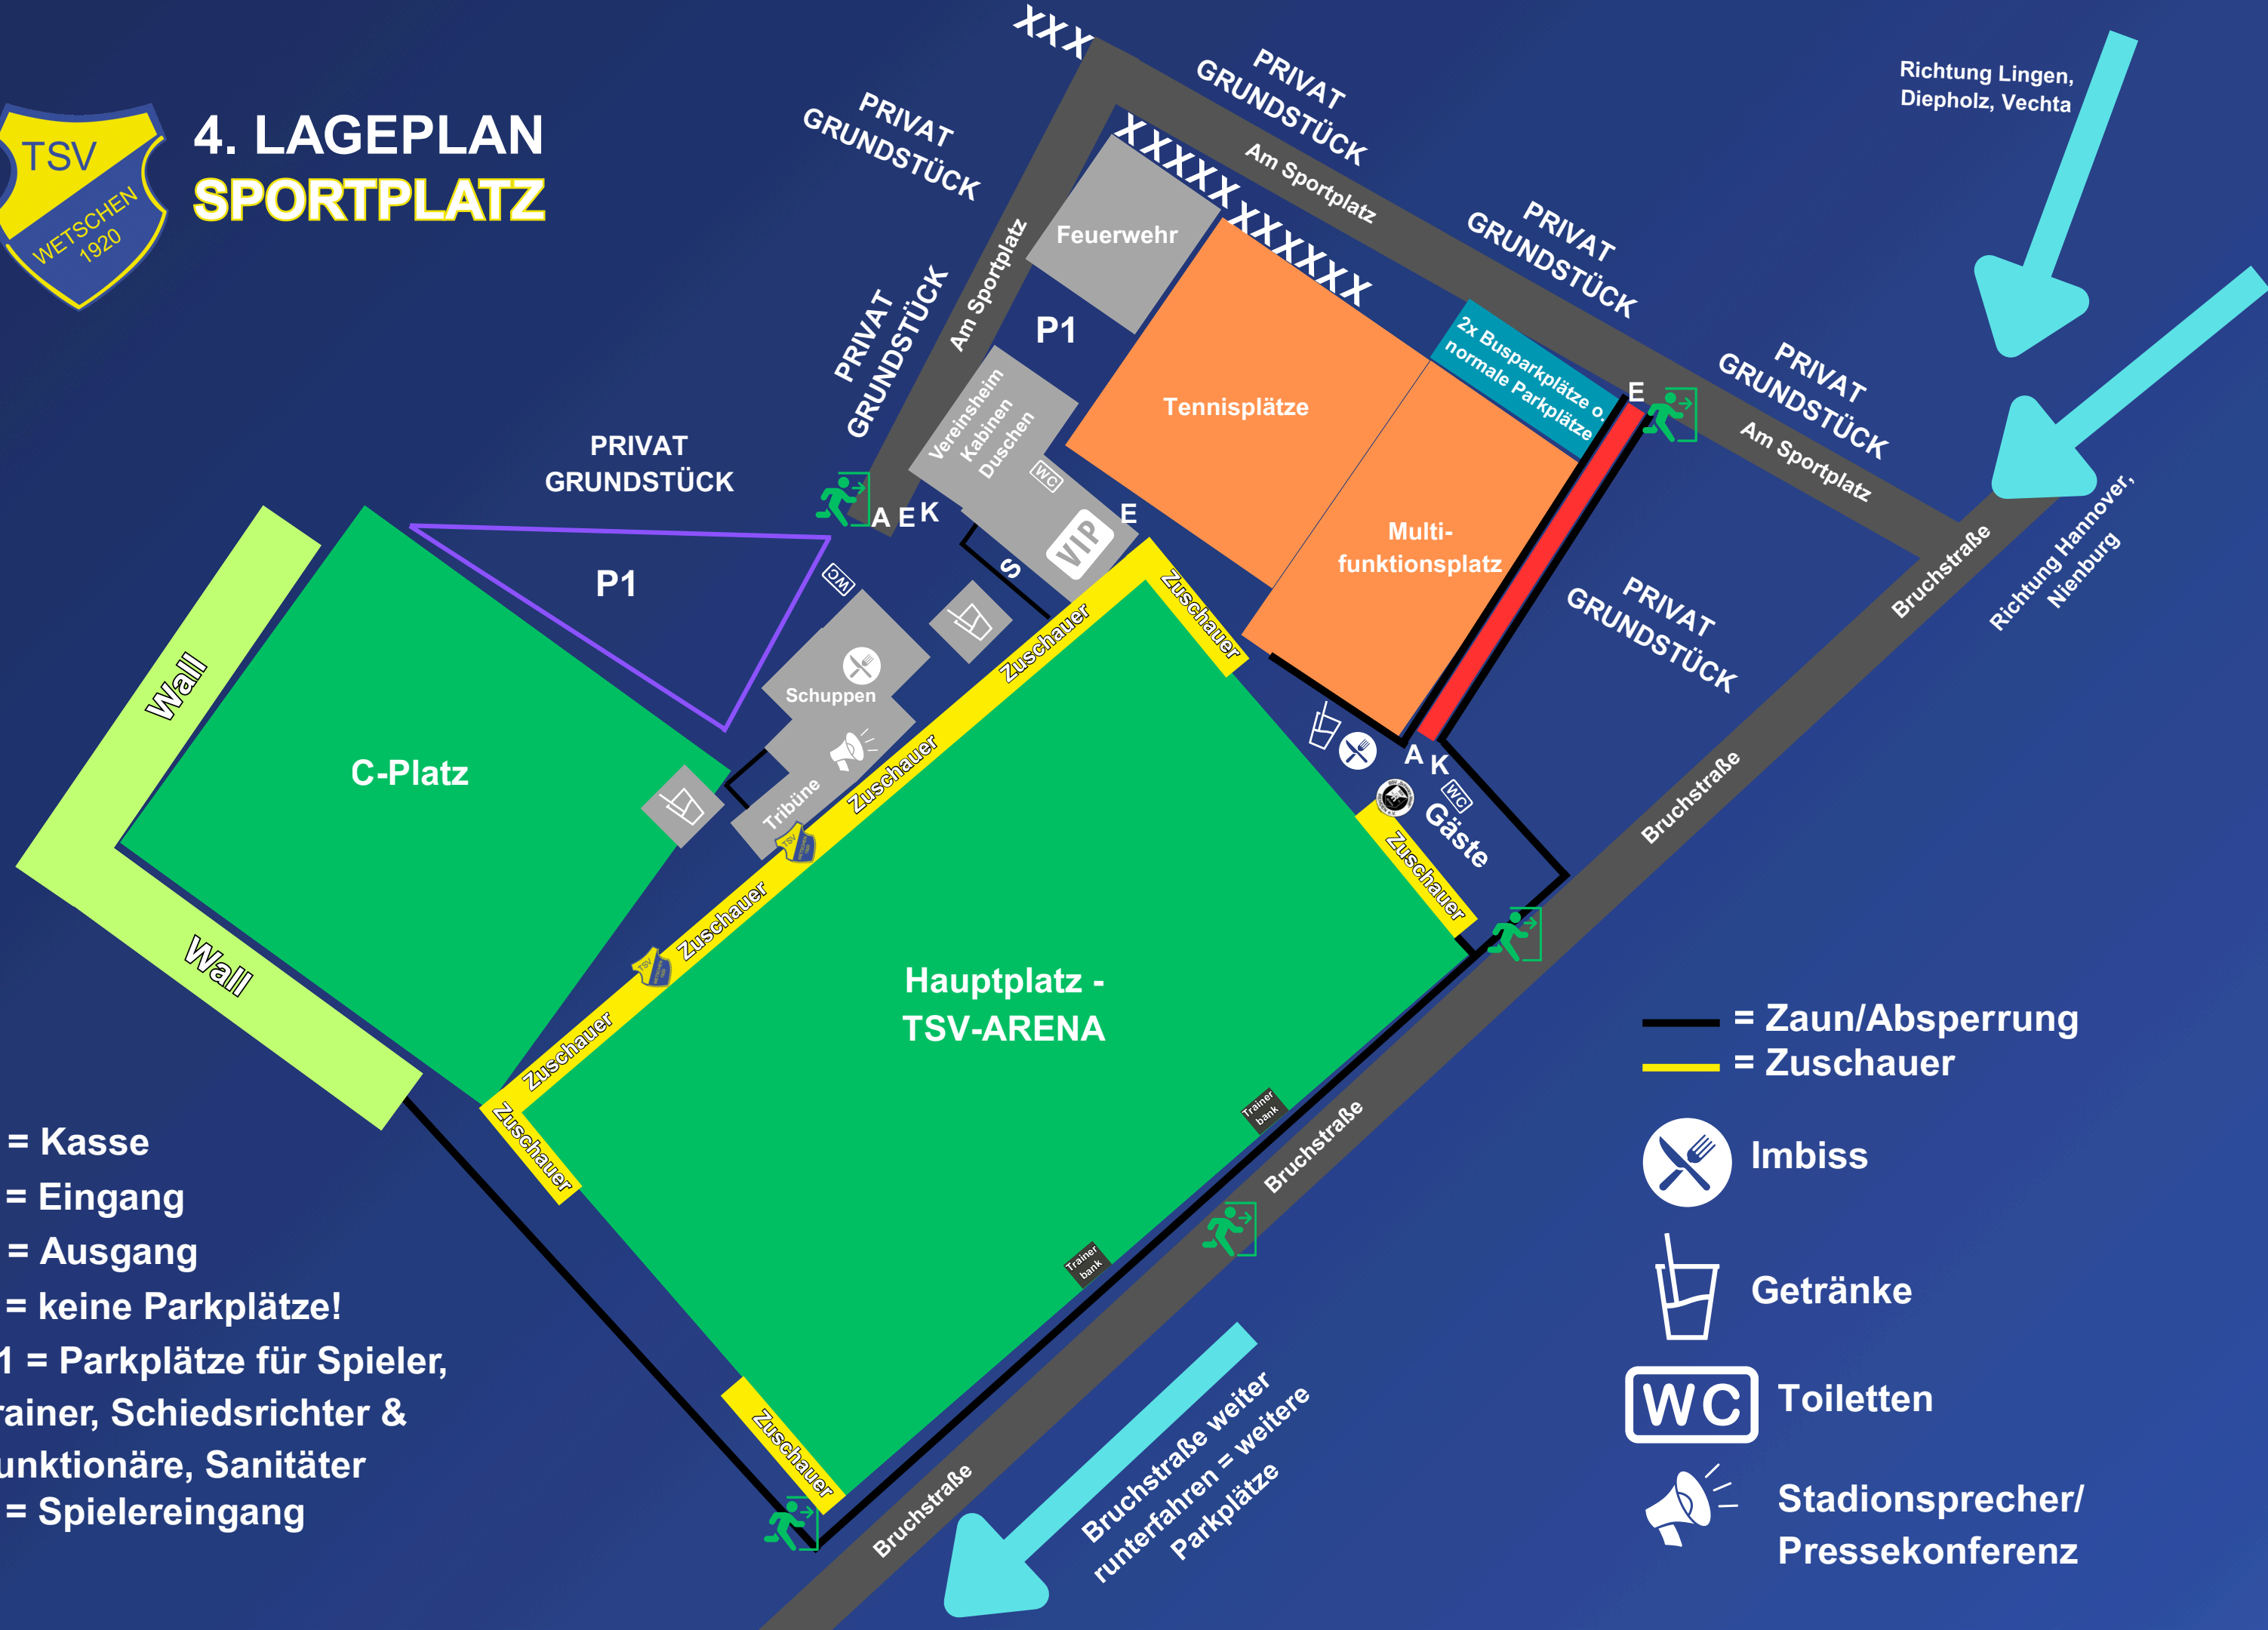 TSV
WETSCHEN
1920
4. LAGEPLAN
SPORTPLATZ
XXX
PRIVAT
GRUNDSTÜCK
PRIVAT
GRUNDSTÜCK
Richtung Lingen,
Diepholz, Vechta
XXXXX XXXXXXX
Am Sportplatz
PRIVAT
GRUNDSTÜCK
Feuerwehr
Am Sportplatz
PRIVAT
GRUNDSTÜCK
P1
2x Busparkplätze o.
normale Parkplätze
E
PRIVAT
GRUNDSTÜCK
Am Sportplatz
Tennisplätze
Vereinsheim
Kabinen
Duschen
WC
VIP
E
PRIVAT
GRUNDSTÜCK
A E K
S
Multi-
funktionsplatz
Bruchstraße
Richtung Hannover,
Nienburg
P1
WC
PRIVAT
GRUNDSTÜCK
Zuschauer
Zuschauer
Wall
Schuppen
C-Platz
Tribüne
Zuschauer
TSV
A K
WC
Gäste
Zuschauer
Bruchstraße
Wall
Zuschauer
TSV
Hauptplatz -
TSV-ARENA
Zuschauer
Zuschauer
Trainer
bank
Bruchstraße
Trainer
bank
Zuschauer
Bruchstraße
Bruchstraße weiter
runterfahren = weitere
Parkplätze
= Kasse
= Eingang
= Ausgang
= keine Parkplätze!
1 = Parkplätze für Spieler,
rainer, Schiedsrichter &
unktionäre, Sanitäter
= Spielereingang
= Zaun/Absperrung
= Zuschauer
Imbiss
Getränke
WC Toiletten
Stadionsprecher/
Pressekonferenz